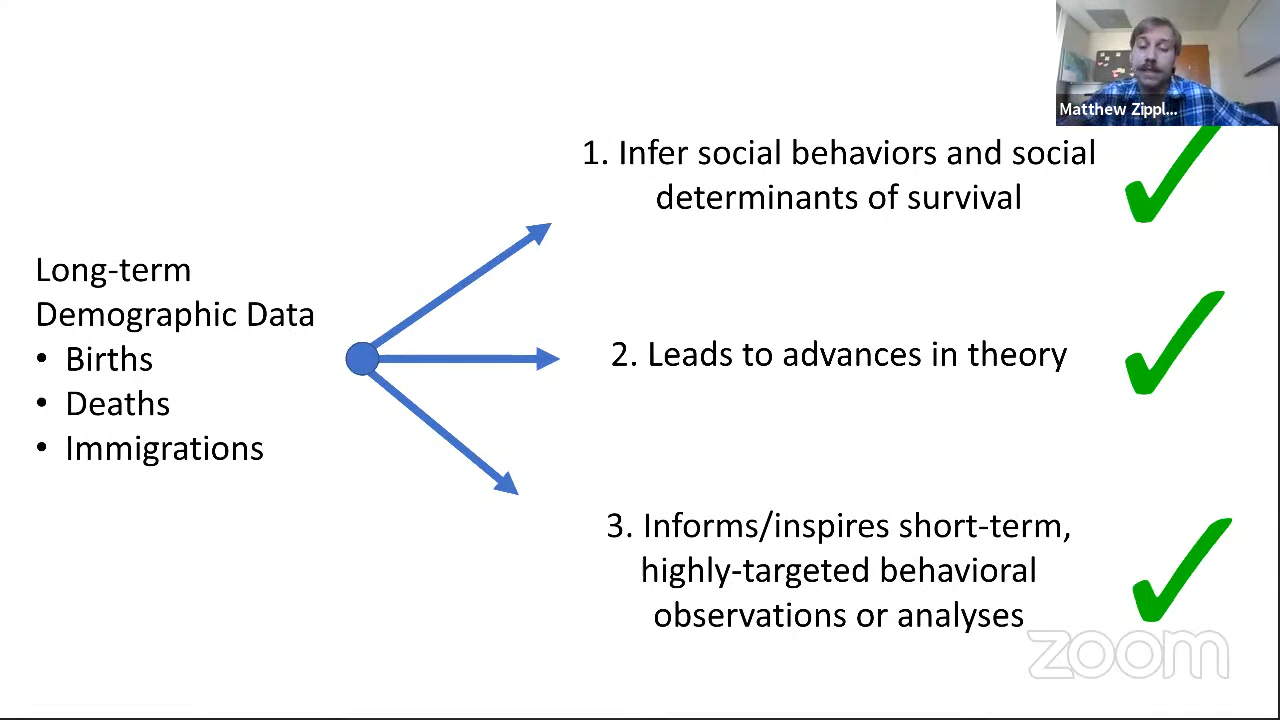 Matthew Zippl...
1. Infer social behaviors and social
determinants of survival
Long-term
Demographic Data
• Births
• Deaths
• Immigrations
2. Leads to advances in theory
3. Informs/inspires short-term,
highly-targeted behavioral
observations or analyses
zoom